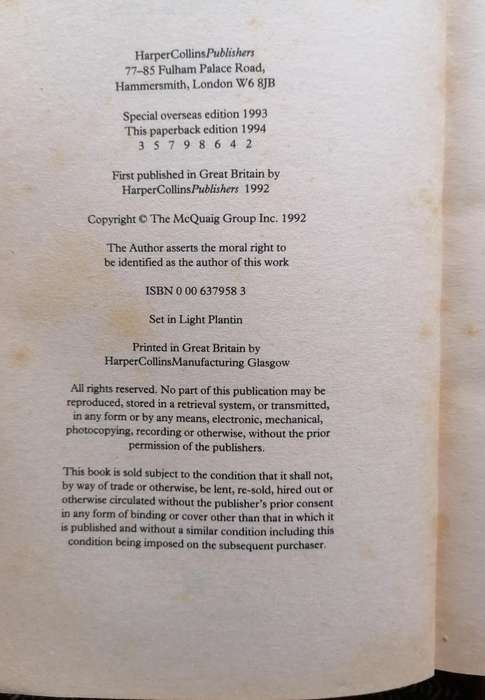 HarperCollinsPublishers
77–85 Fulham Palace Road,
Hammersmith, London W6 8JB
Special overseas edition 1993
This paperback edition 1994
3 5 7 9 8 6 4 2
First published in Great Britain by
HarperCollinsPublishers 1992
Copyright © The McQuaig Group Inc. 1992
The Author asserts the moral right to
be identified as the author of this work
ISBN 0 00 637958 3
Set in Light Plantin
Printed in Great Britain by
HarperCollinsManufacturing Glasgow
All rights reserved. No part of this publication may be
reproduced, stored in a retrieval system, or transmitted,
in any form or by any means, electronic, mechanical,
photocopying, recording or otherwise, without the prior
permission of the publishers.
This book is sold subject to the condition that it shall not,
by way of trade or otherwise, be lent, re-sold, hired out or
otherwise circulated without the publisher's prior consent
in any form of binding or cover other than that in which it
is published and without a similar condition including this
condition being imposed on the subsequent purchaser.